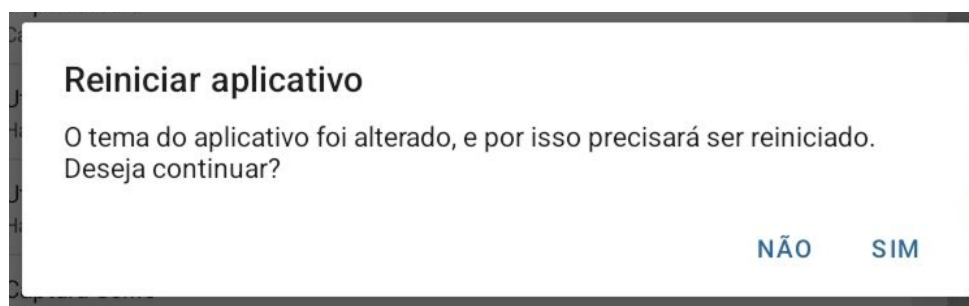 Reiniciar aplicativo
O tema do aplicativo foi alterado, e por isso precisará ser reiniciado.
Deseja continuar?
NÃO SIM